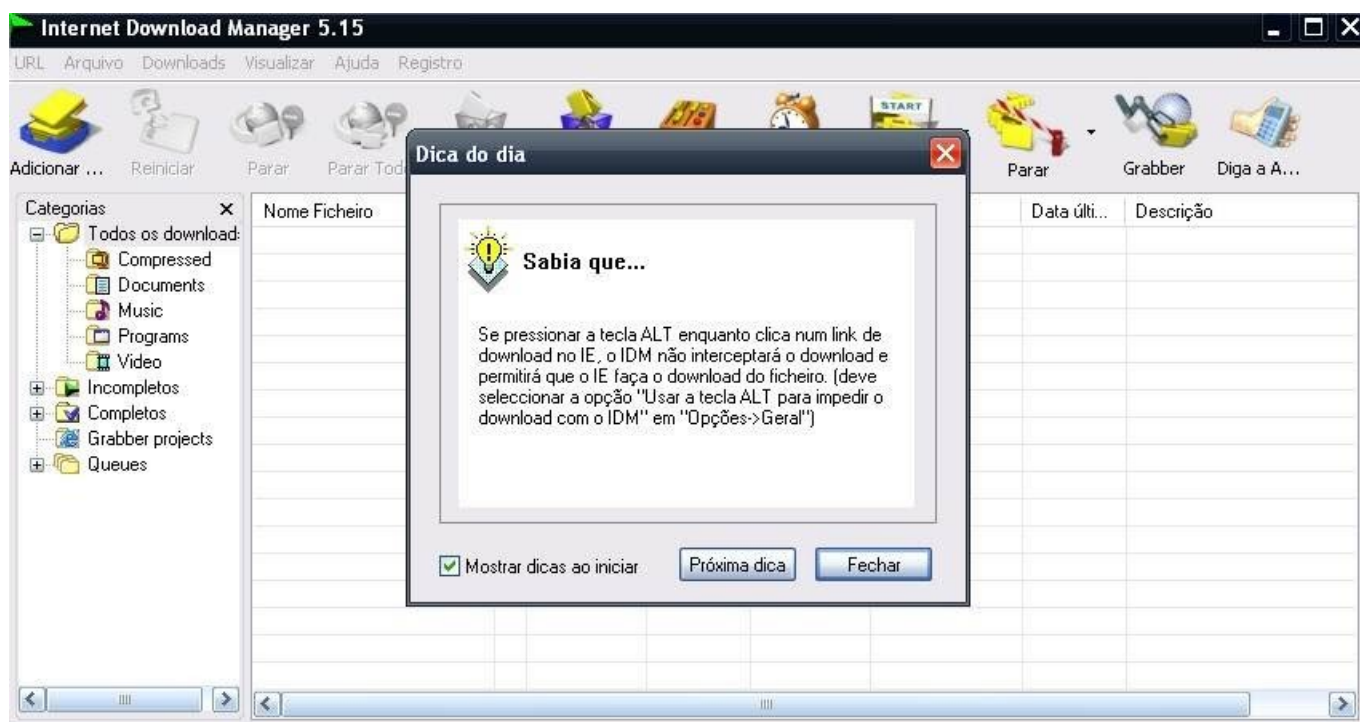 Internet Download Manager 5.15
URL Arquivo Downloads Visualizar Ajuda Registro
START
Adicionar ... Reiniciar Parar Parar Tod Parar Grabber Diga a A...
Dica do dia
Categorias
Nome Ficheiro Data últi... Descrição
Todos os download
Compressed
Documents
Music
Programs
Video
Incompletos
Completos
Grabber projects
Queues
Sabia que...
Se pressionar a tecla ALT enquanto clica num link de
download no IE, o IDM não interceptará o download e
permitirá que o IE faça o download do ficheiro. (deve
seleccionar a opção "Usar a tecla ALT para impedir o
download com o IDM" em "Opções->Geral")
Mostrar dicas ao iniciar Próxima dica Fechar